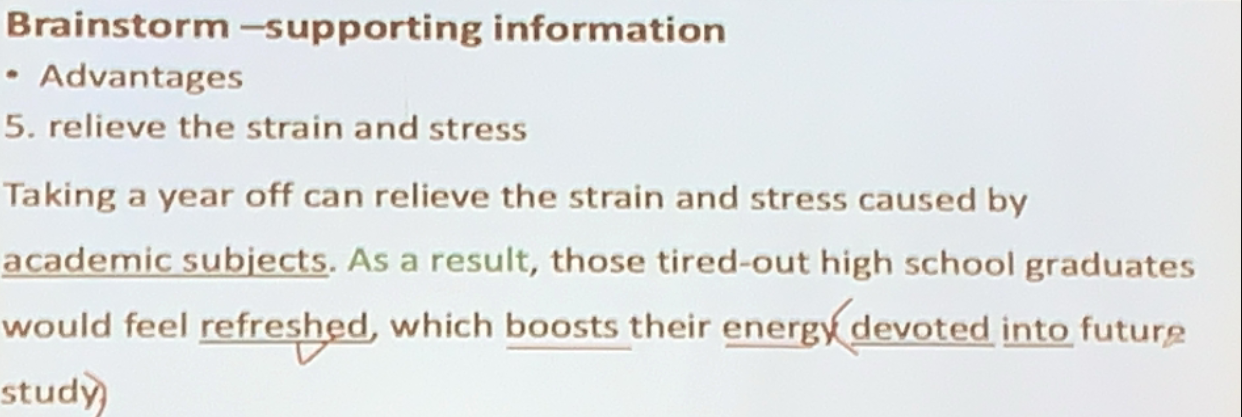 Brainstorm –supporting information
• Advantages
5. relieve the strain and stress
Taking a year off can relieve the strain and stress caused by
academic subjects. As a result, those tired-out high school graduates
would feel refreshed, which boosts their energy (devoted into future
study)